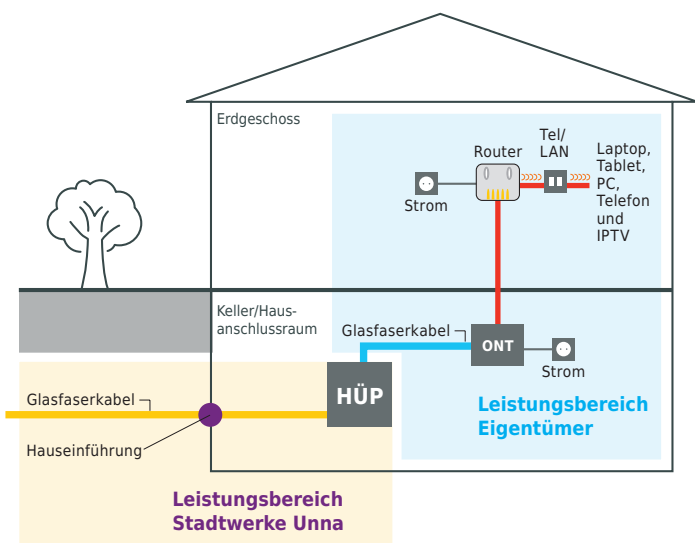 Erdgeschoss
Tel/
LAN
Router
Laptop,
Tablet,
PC,
Telefon
und
IPTV
Strom
Keller/Haus-
anschlussraum
Glasfaserkabel
ONT
Strom
HÜP
Glasfaserkabel
Hauseinführung
Leistungsbereich
Eigentümer
Leistungsbereich
Stadtwerke Unna